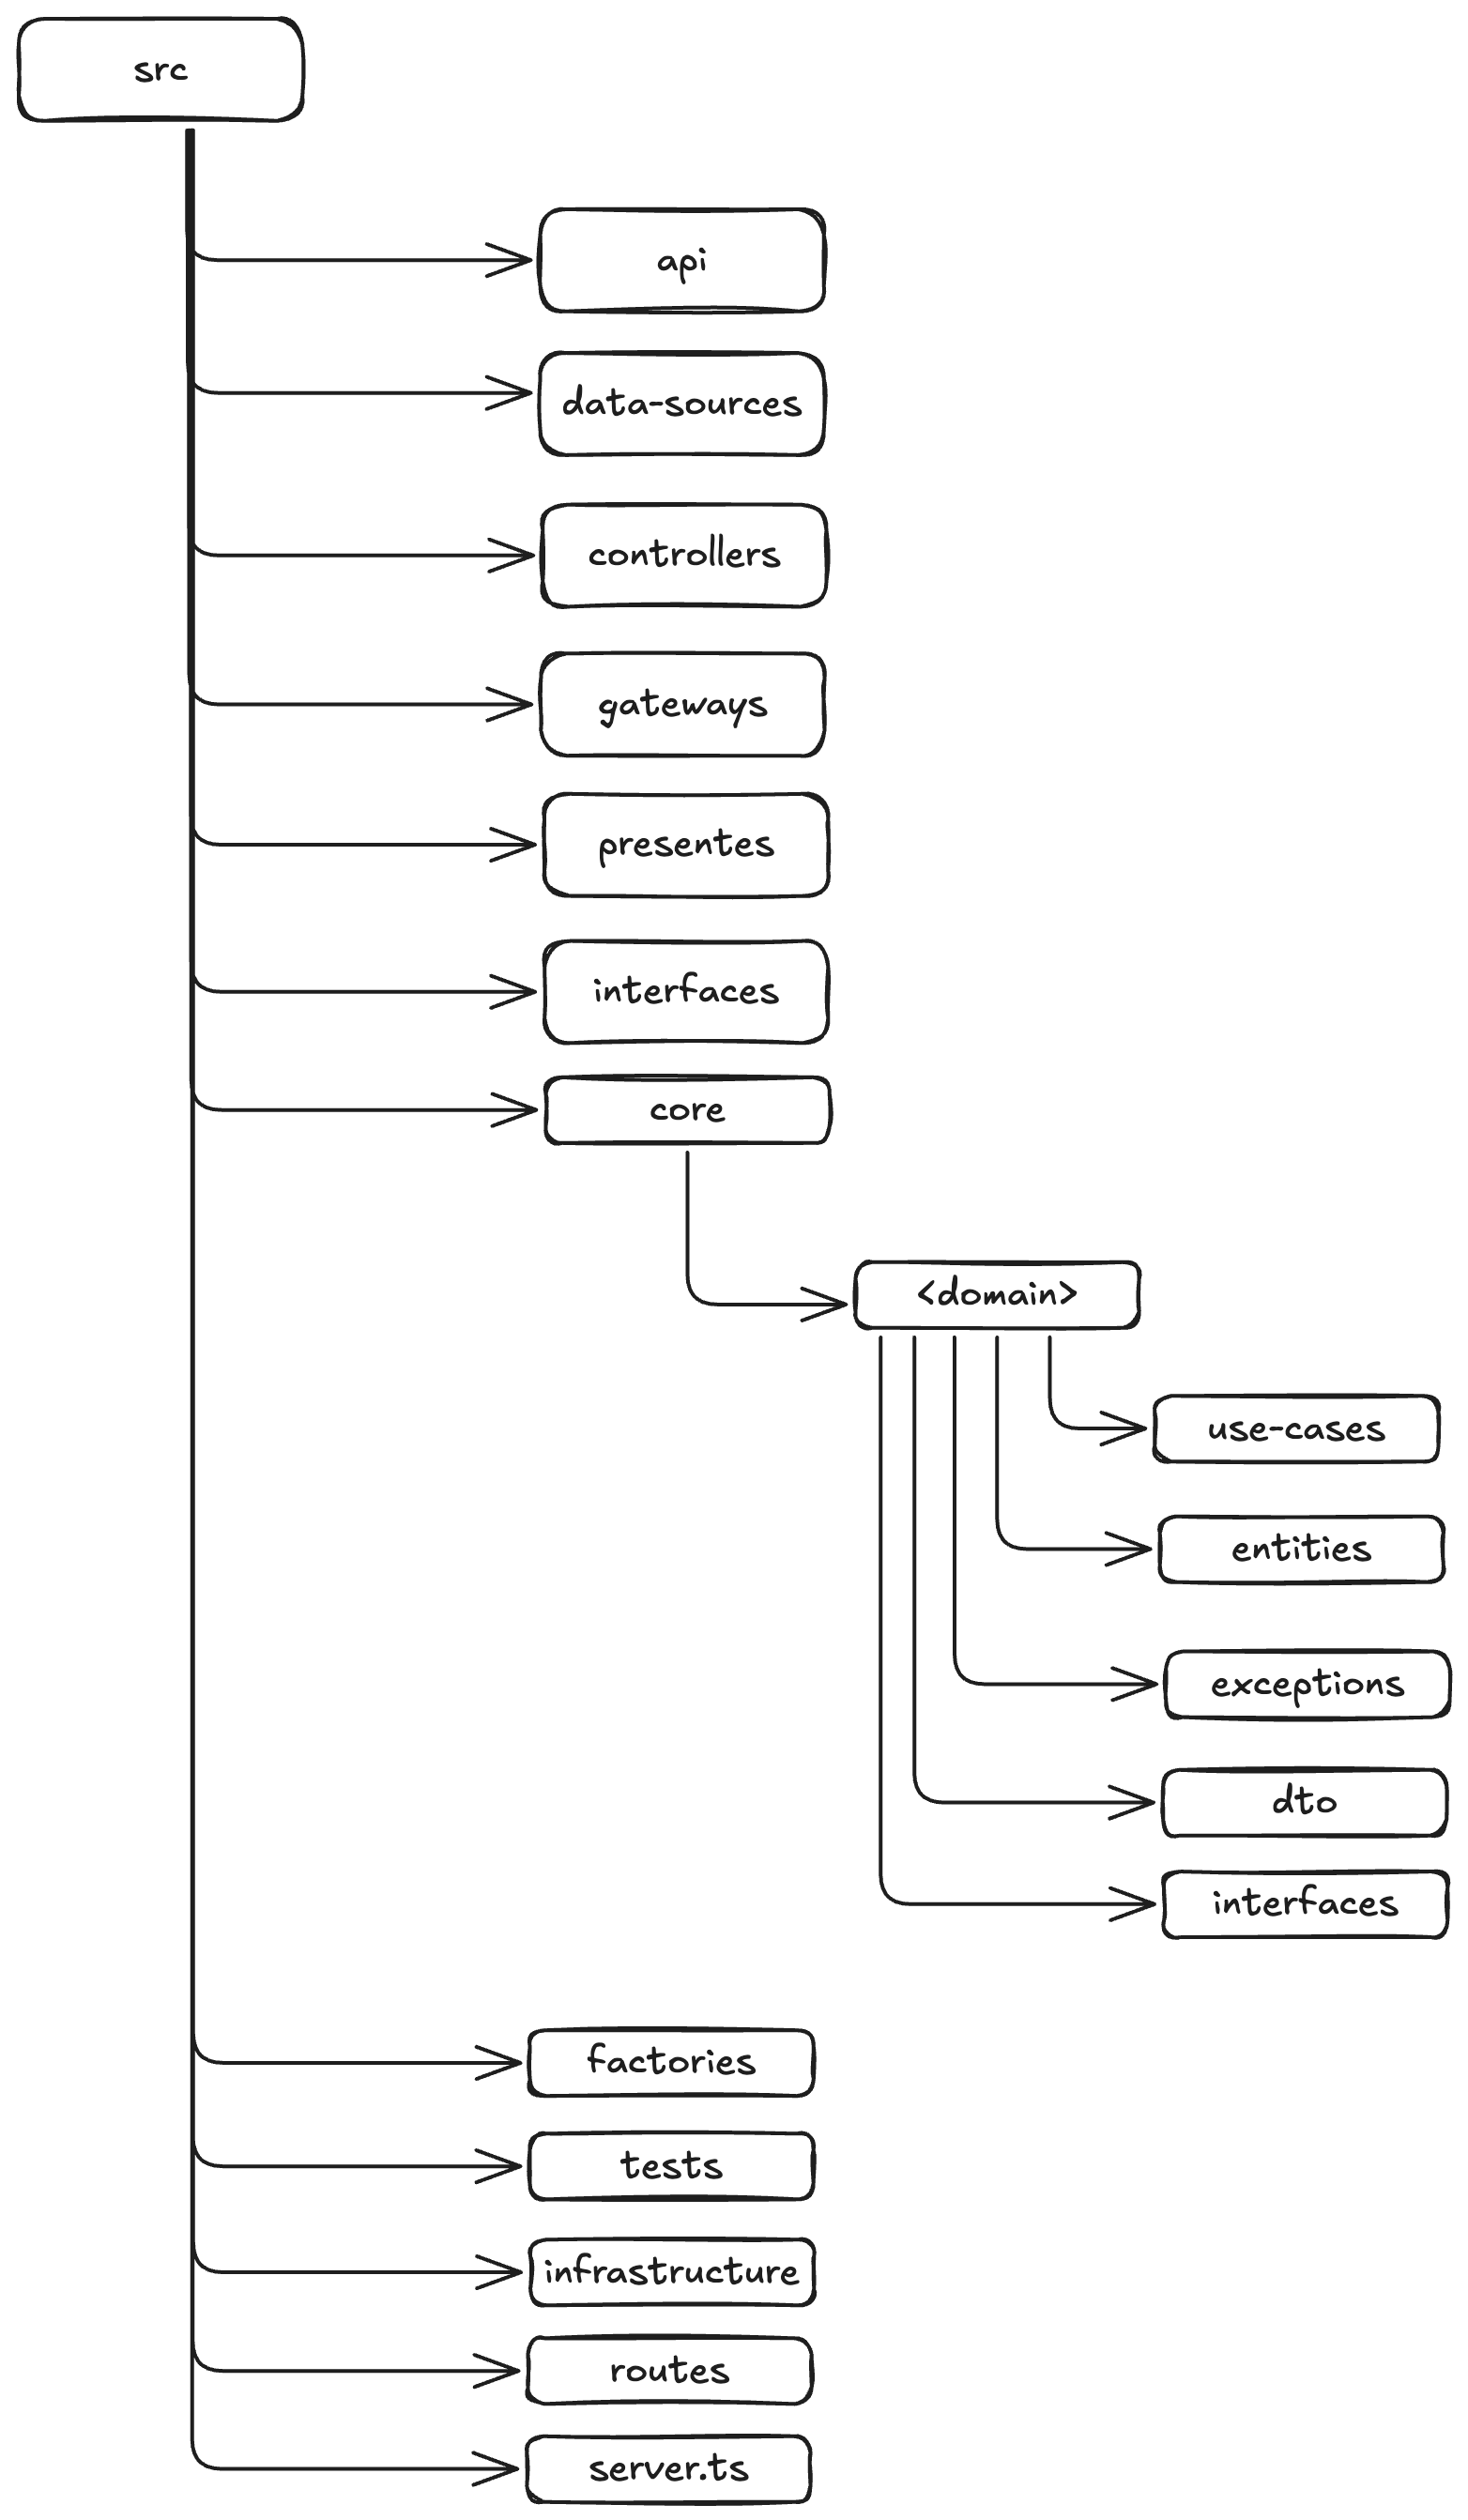 src
api
data-sources
controllers
gateways
presentes
interfaces
core
<domain>
use-cases
entities
exceptions
dto
interfaces
factories
tests
infrastructure
routes
server.ts